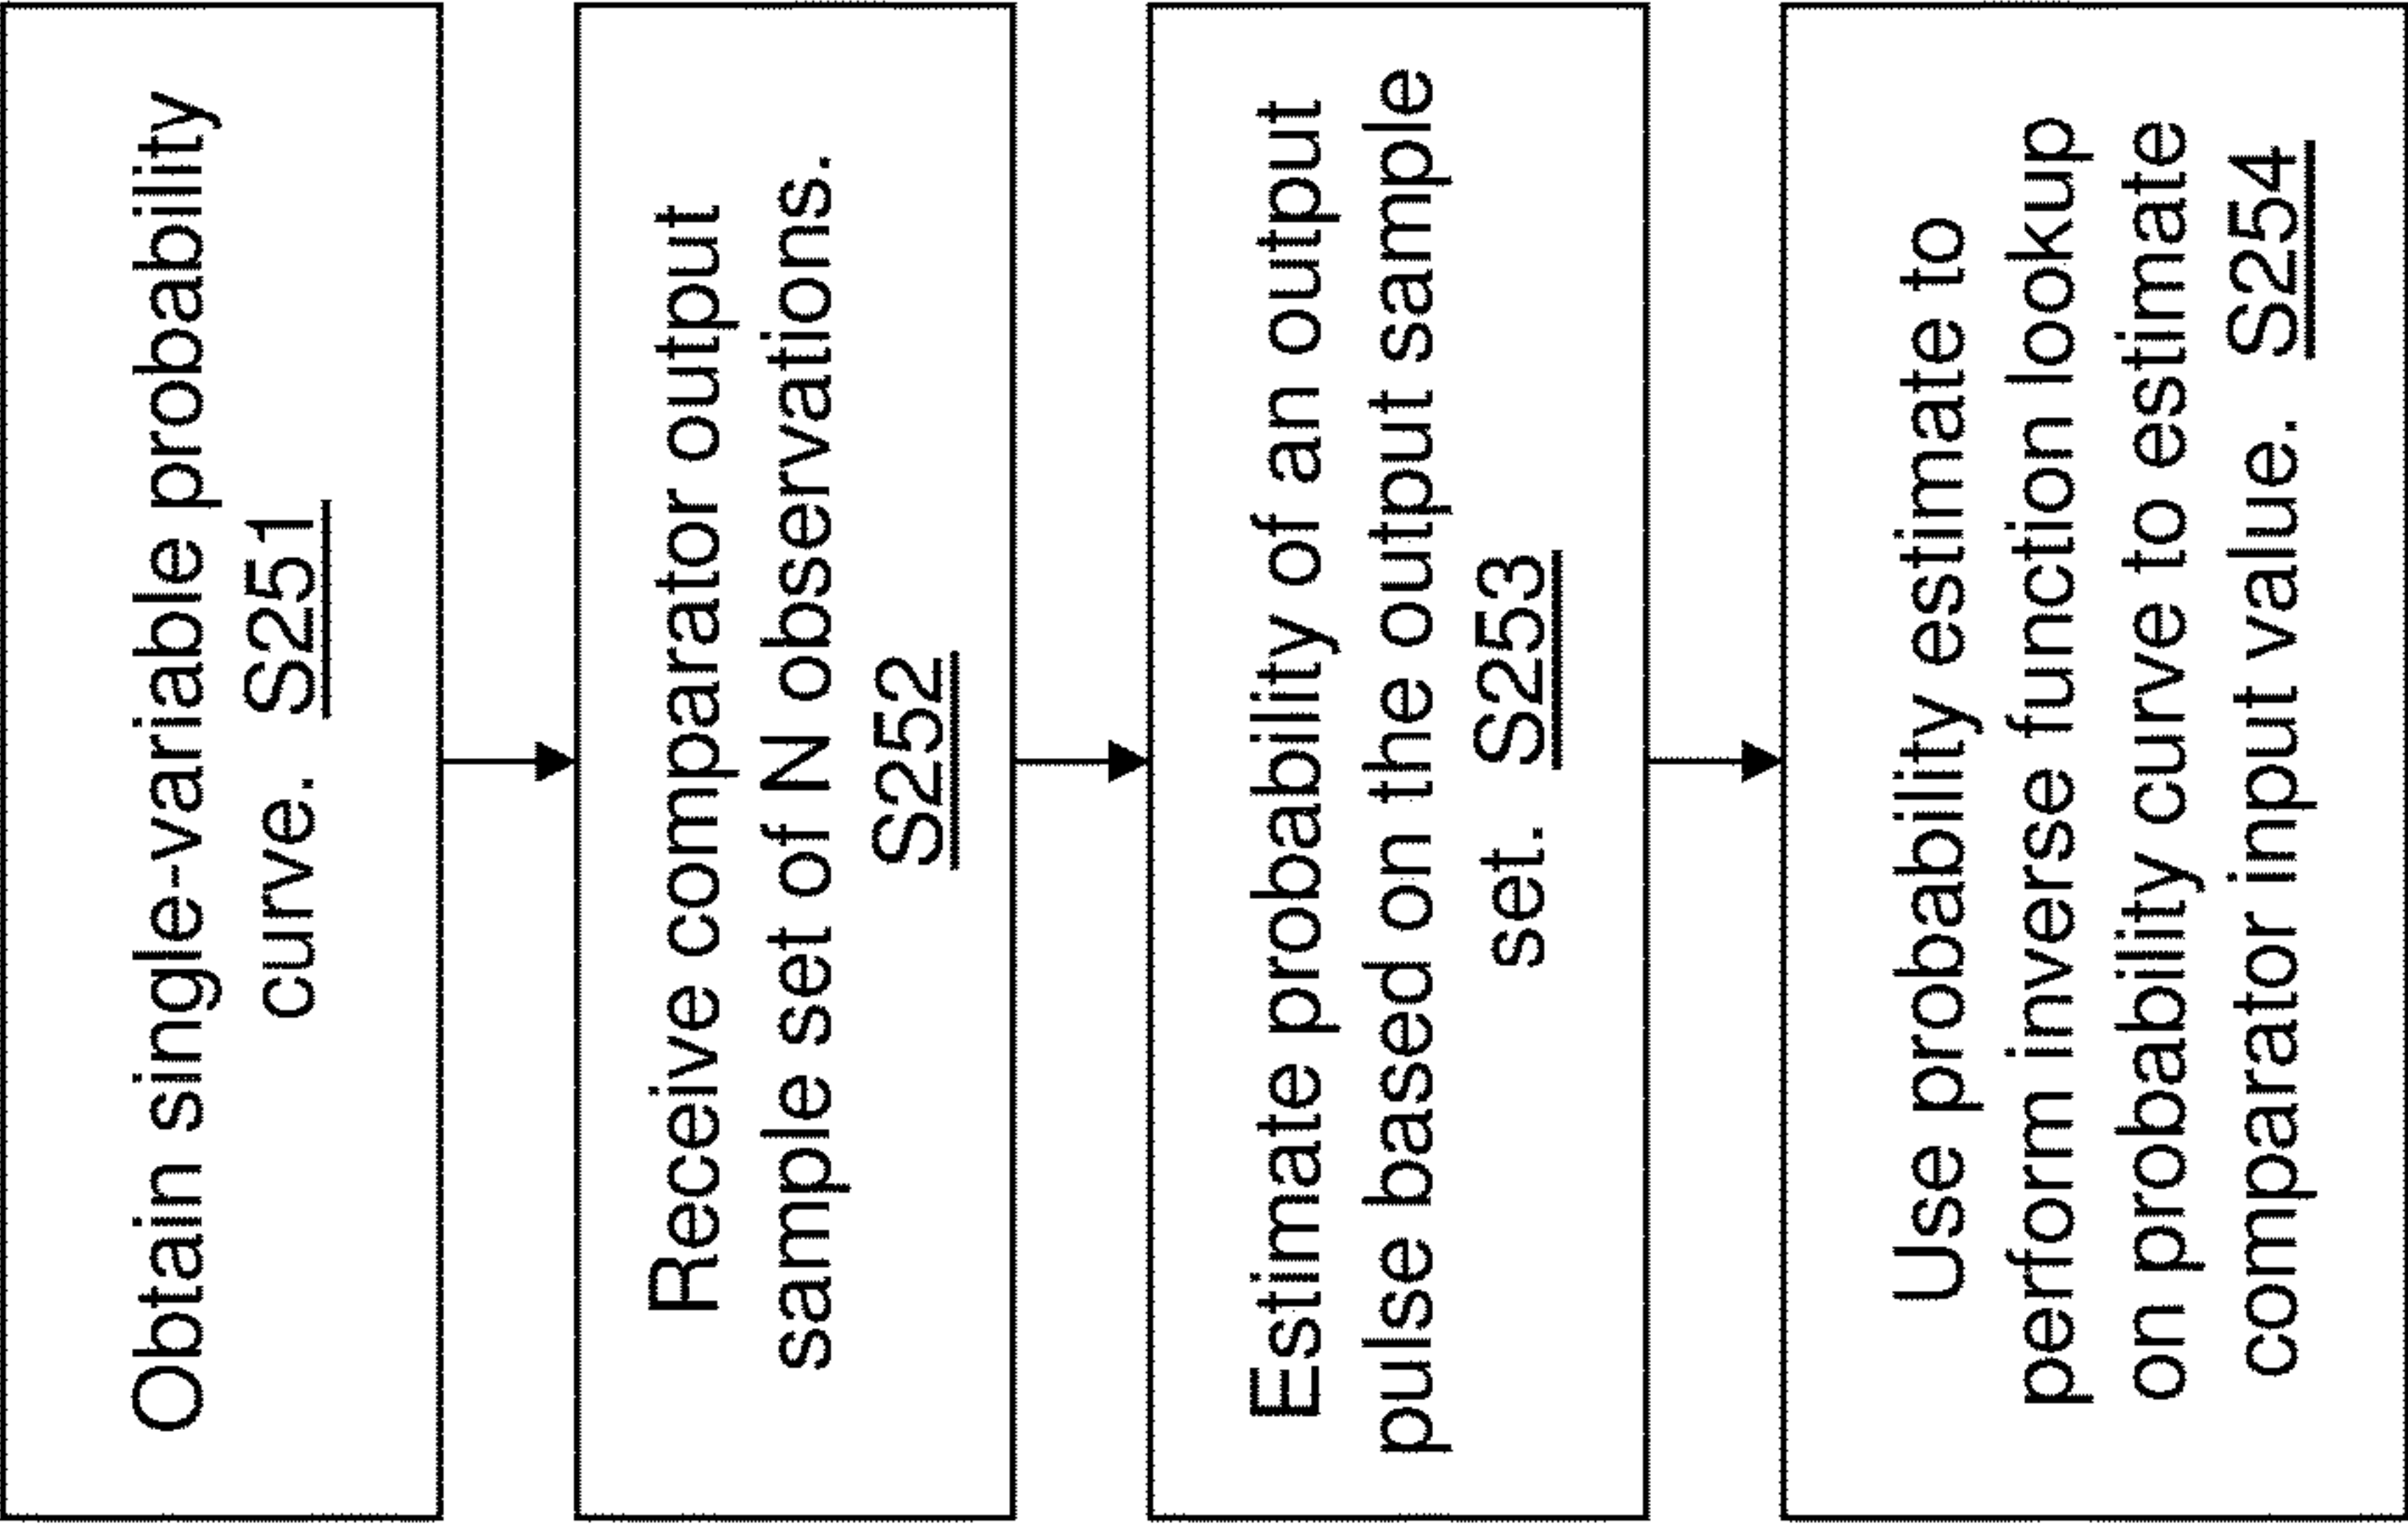 Obtain single-variable probability
curve. S251
Receive comparator output
sample set of N observations.
S252
Estimate probability of an output
pulse based on the output sample
set. S253
Use probability estimate to
perform inverse function lookup
on probability curve to estimate
comparator input value. S254